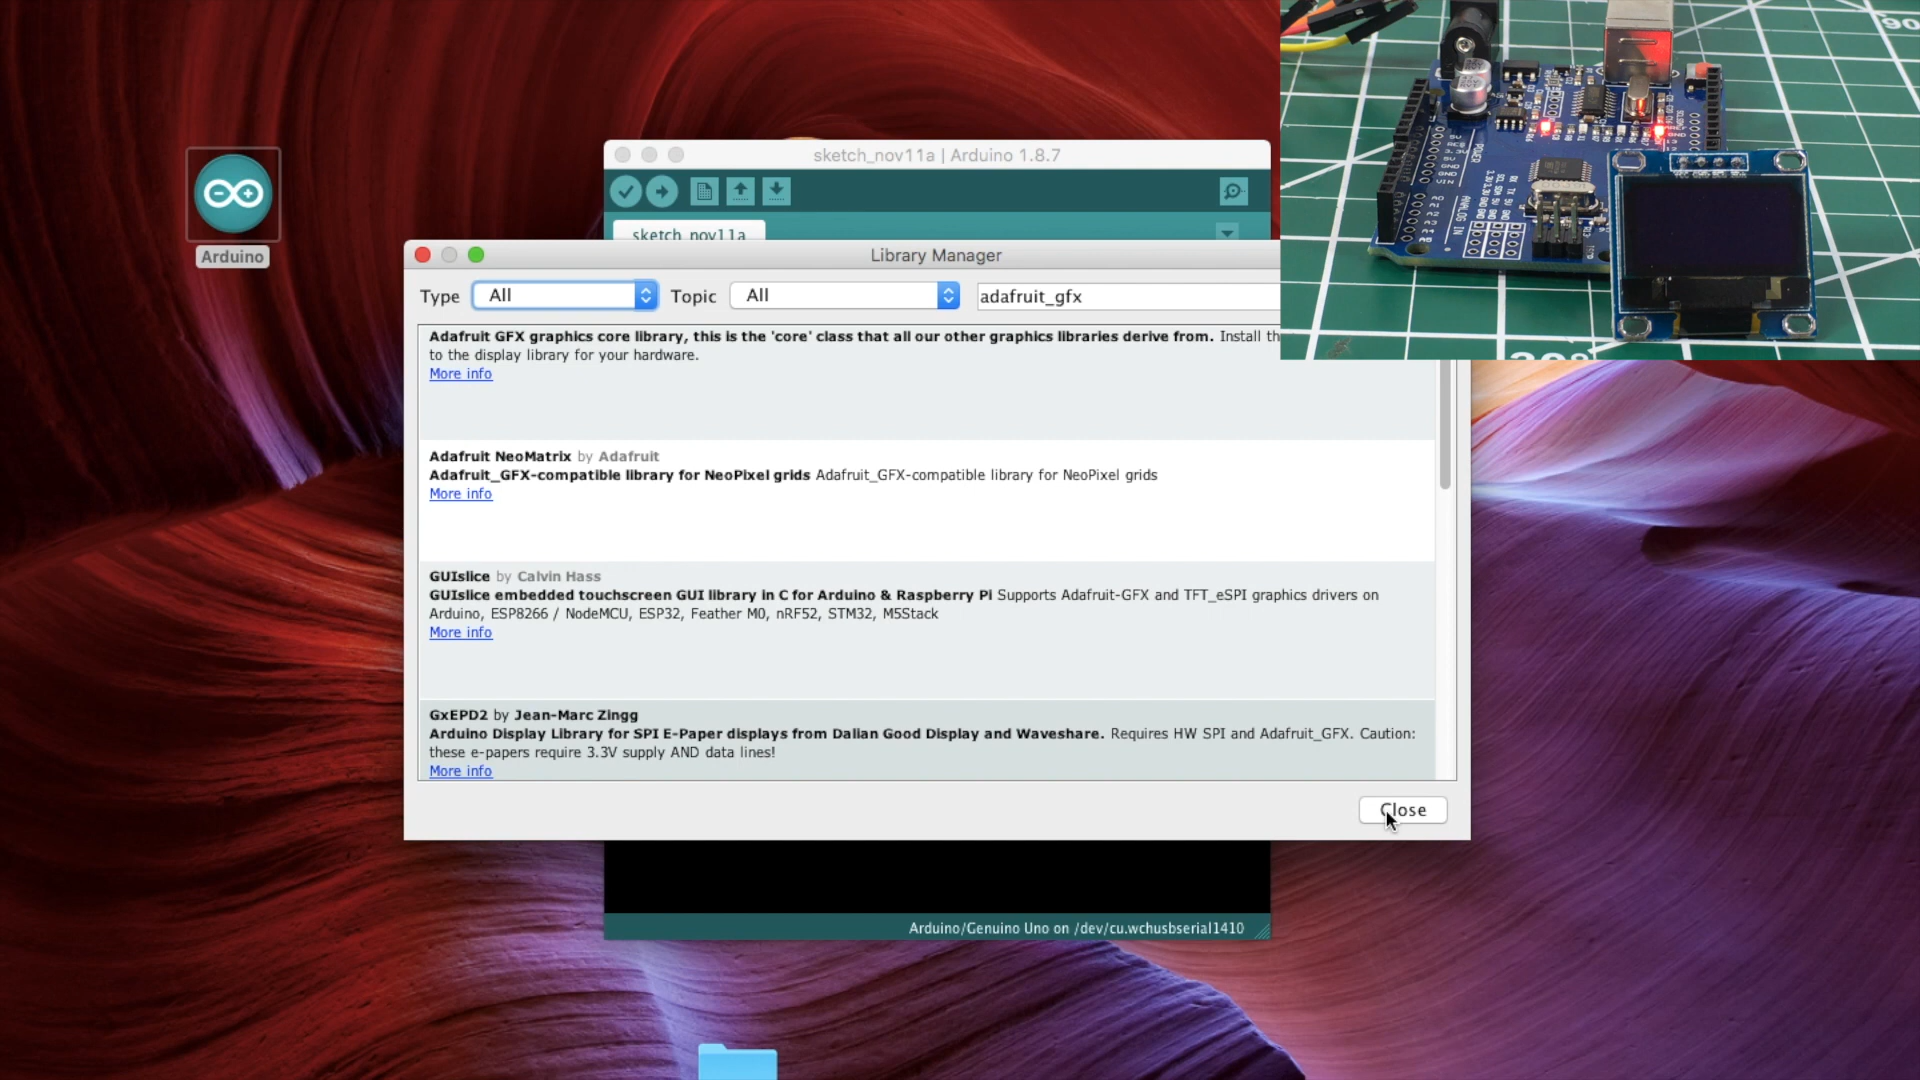 sketch_nov11a | Arduino 1.8.7
sketch_nov11a
Arduino
Library Manager
Type All Topic All adafruit_gfx
Adafruit GFX graphics core library, this is the 'core' class that all our other graphics libraries derive from. Install th
to the display library for your hardware.
More info
Adafruit NeoMatrix by Adafruit
Adafruit_GFX-compatible library for NeoPixel grids Adafruit_GFX-compatible library for NeoPixel grids
More info
GUIslice by Calvin Hass
GUIslice embedded touchscreen GUI library in C for Arduino & Raspberry Pi Supports Adafruit-GFX and TFT_eSPI graphics drivers on
Arduino, ESP8266 / NodeMCU, ESP32, Feather M0, nRF52, STM32, M5Stack
More info
GxEPD2 by Jean-Marc Zingg
Arduino Display Library for SPI E-Paper displays from Dalian Good Display and Waveshare. Requires HW SPI and Adafruit_GFX. Caution:
these e-papers require 3.3V supply AND data lines!
More info
Close
Arduino/Genuino Uno on /dev/cu.wchusbserial1410
POWER
ANALOG IN